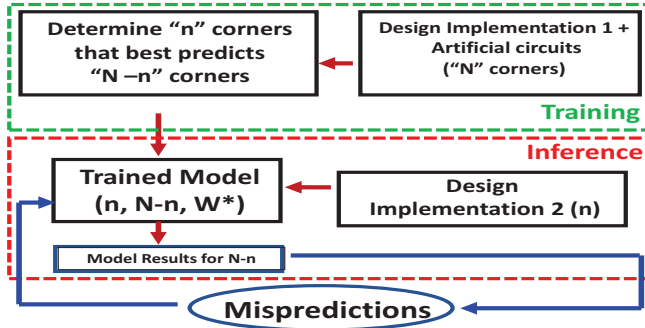 Determine “n” corners
that best predicts
“N –n” corners
Design Implementation 1 +
Artificial circuits
(“N” corners)
Training
Inference
Trained Model
(n, N-n, W*)
Design
Implementation 2 (n)
Model Results for N-n
Mispredictions